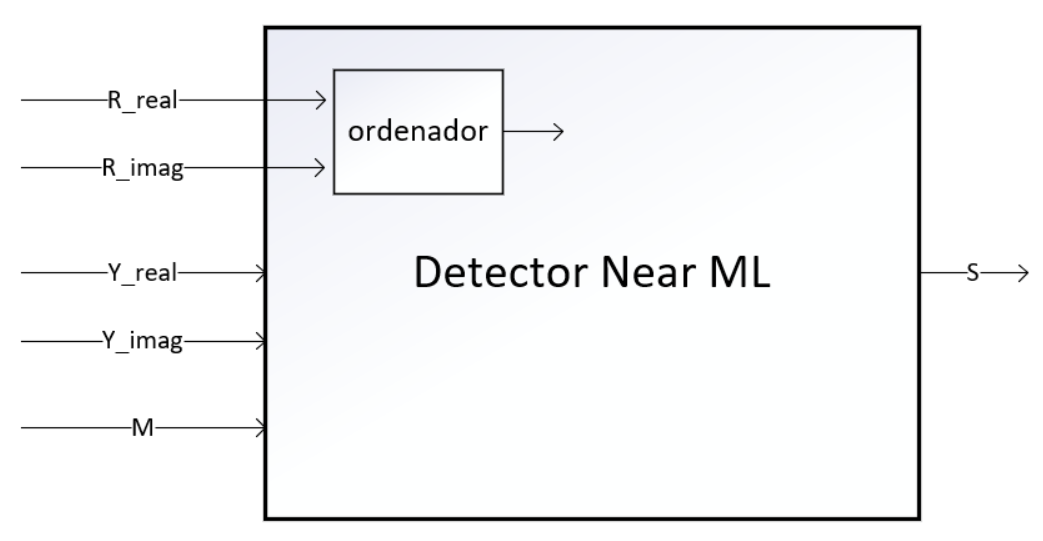 R_real
ordenador
R_imag
Y_real
Detector Near ML
S
Y_imag
M